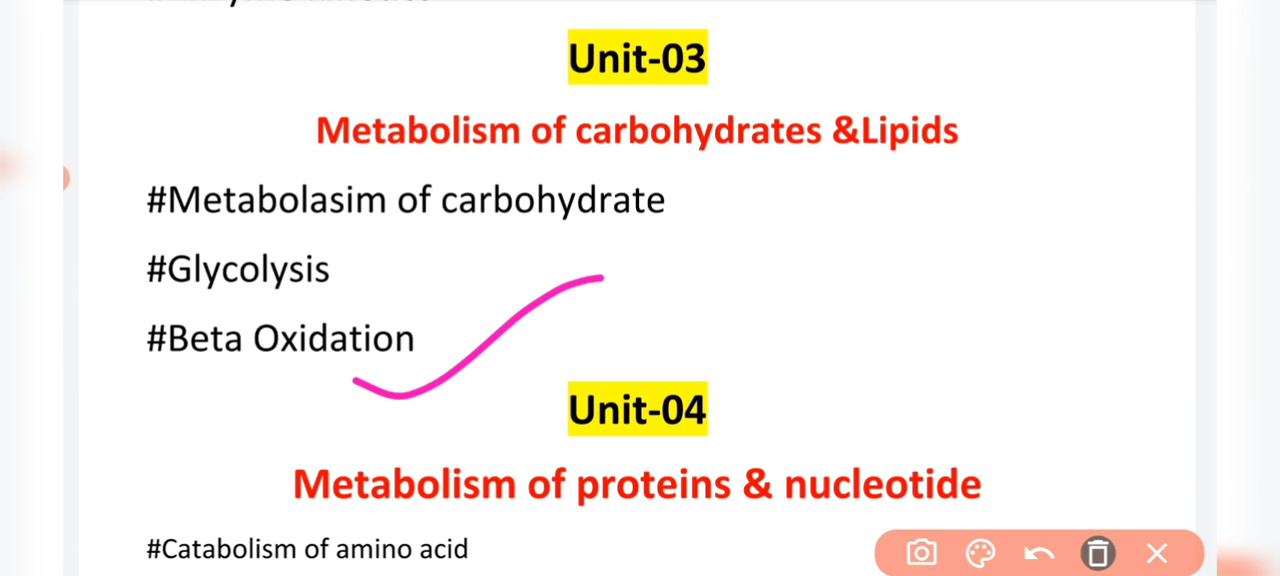 Unit-03
Metabolism of carbohydrates &Lipids
#Metabolasim of carbohydrate
#Glycolysis
#Beta Oxidation
Unit-04
Metabolism of proteins & nucleotide
#Catabolism of amino acid